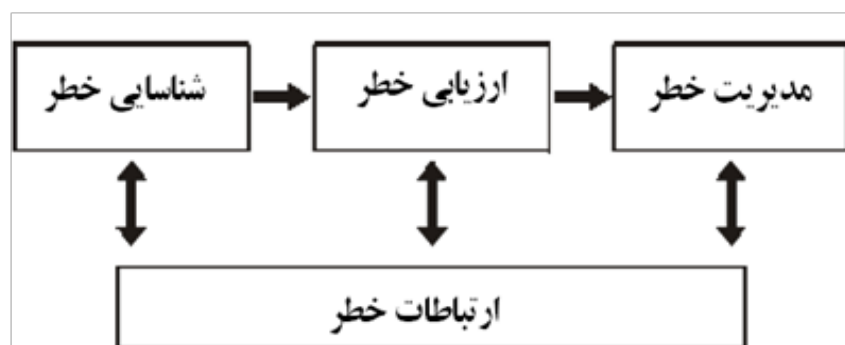 شناسایی خطر
ارزیابی خطر
مدیریت خطر
ارتباطات خطر